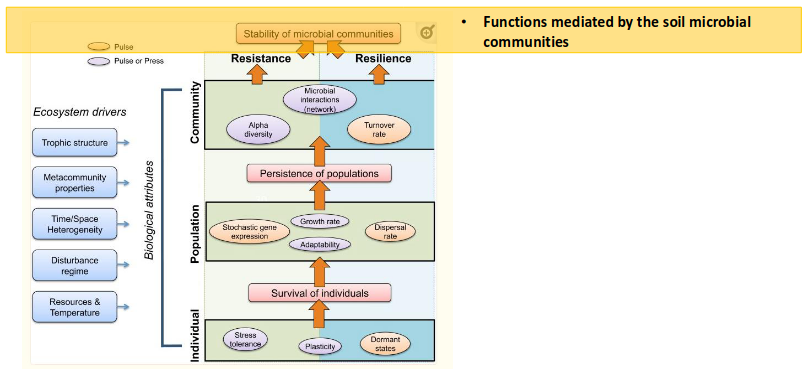 Stability of microbial communities
• Functions mediated by the soil microbial
communities
Pulse
Pulse or Press
Resistance
Resilience
Ecosystem drivers
Trophic structure
Metacommunity
properties
Time/Space
Heterogeneity
Disturbance
regime
Resources &
Temperature
Biological attributes
Community
Microbial
interactions
(network)
Alpha
diversity
Turnover
rate
Persistence of populations
Population
Stochastic gene
expression
Growth rate
Adaptability
Dispersal
rate
Survival of individuals
Individual
Stress
tolerance
Plasticity
Dormant
states